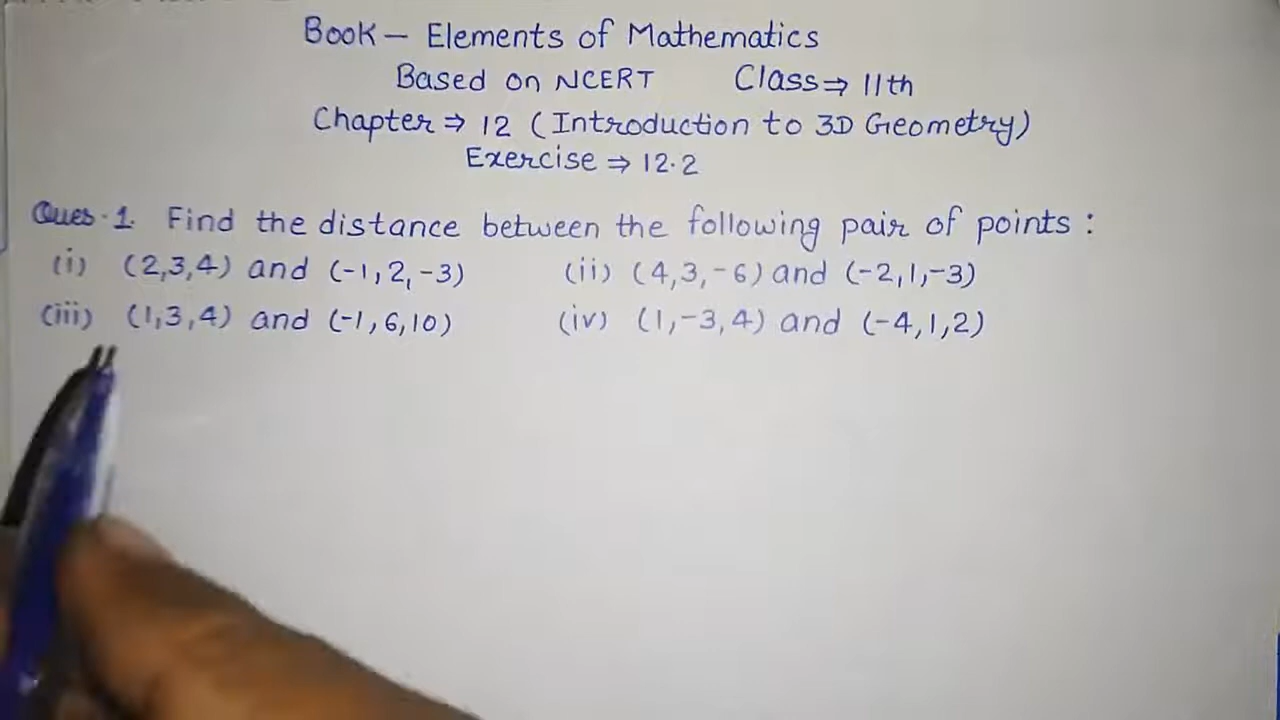 Book – Elements of Mathematics
Based on NCERT Class ⇒ 11th
Chapter ⇒ 12 (Introduction to 3D Geometry)
Exercise ⇒ 12.2
Ques.1. Find the distance between the following pair of points :
(i) (2,3,4) and (-1,2,-3) (ii) (4,3,-6) and (-2,1,-3)
(iii) (1,3,4) and (-1,6,10) (iv) (1,-3,4) and (-4,1,2)